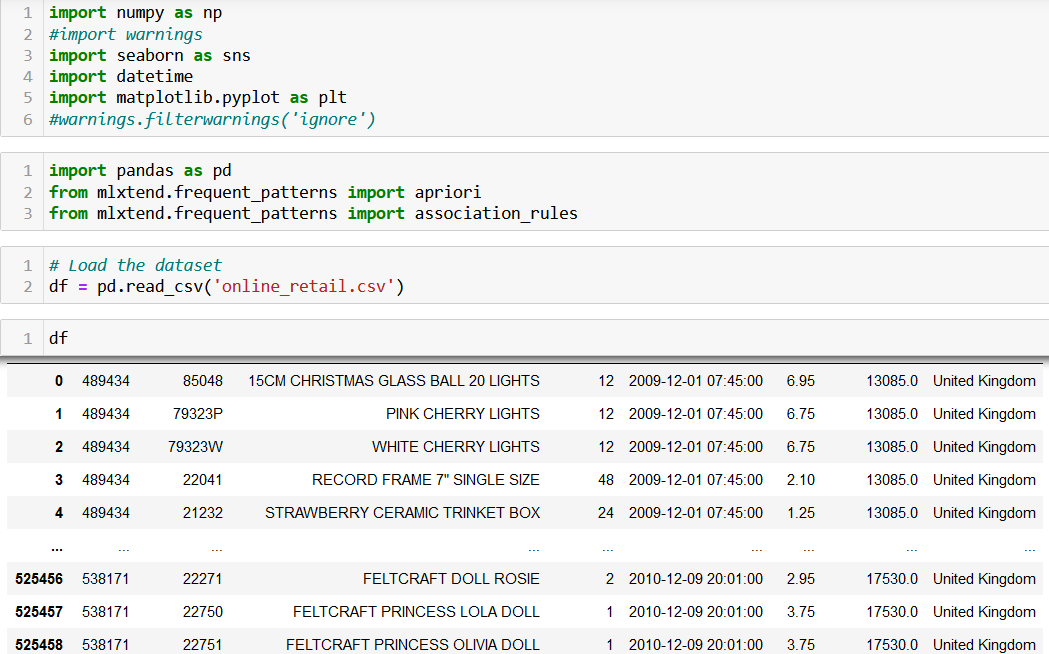 1 import numpy as np
2 #import warnings
3 import seaborn as sns
4 import datetime
5 import matplotlib.pyplot as plt
6 #warnings.filterwarnings('ignore')
1 import pandas as pd
2 from mlxtend.frequent_patterns import apriori
3 from mlxtend.frequent_patterns import association_rules
1 # Load the dataset
2 df = pd.read_csv('online_retail.csv')
1 df
0 489434 85048 15CM CHRISTMAS GLASS BALL 20 LIGHTS 12 2009-12-01 07:45:00 6.95 13085.0 United Kingdom
1 489434 79323P PINK CHERRY LIGHTS 12 2009-12-01 07:45:00 6.75 13085.0 United Kingdom
2 489434 79323W WHITE CHERRY LIGHTS 12 2009-12-01 07:45:00 6.75 13085.0 United Kingdom
3 489434 22041 RECORD FRAME 7" SINGLE SIZE 48 2009-12-01 07:45:00 2.10 13085.0 United Kingdom
4 489434 21232 STRAWBERRY CERAMIC TRINKET BOX 24 2009-12-01 07:45:00 1.25 13085.0 United Kingdom
... ... ... ... ... ... ... ... ...
525456 538171 22271 FELTCRAFT DOLL ROSIE 2 2010-12-09 20:01:00 2.95 17530.0 United Kingdom
525457 538171 22750 FELTCRAFT PRINCESS LOLA DOLL 1 2010-12-09 20:01:00 3.75 17530.0 United Kingdom
525458 538171 22751 FELTCRAFT PRINCESS OLIVIA DOLL 1 2010-12-09 20:01:00 3.75 17530.0 United Kingdom